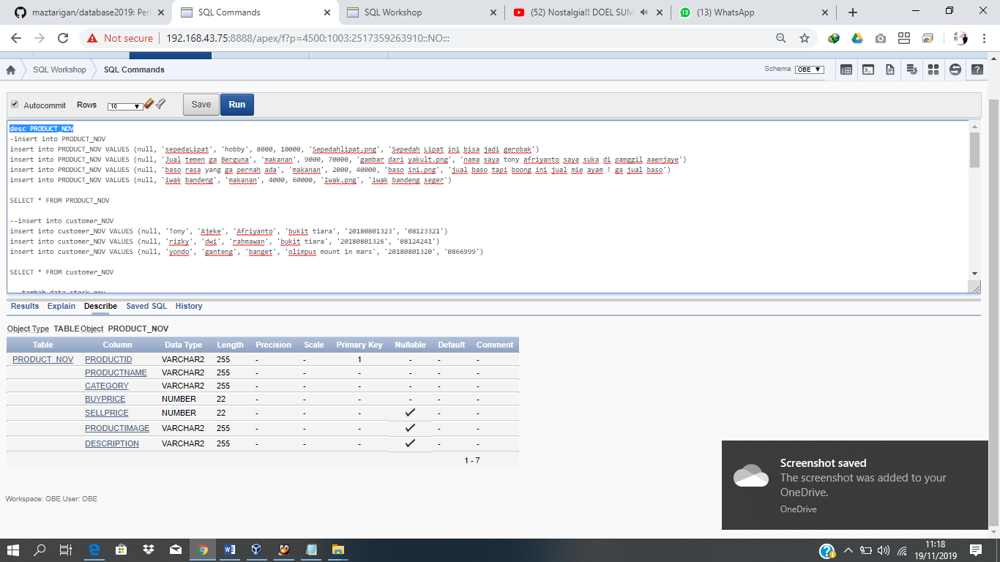 maztarigan/database2019: Per
SQL Commands
SQL Workshop
(52) Nostalgia!! DOEL SUM
13 (13) WhatsApp
Not secure 192.168.43.75:8888/apex/f?p=4500:1003:2517359263910::NO:::
SQL Workshop SQL Commands Schema OBE
Autocommit Rows 10 Save Run
desc PRODUCT_NOV
-insert into PRODUCT_NOV
insert into PRODUCT_NOV VALUES (null, 'sepedaLipat', 'hobby', 8000, 10000, 'Sepedahlipat.png', 'Sepedah Lipat ini bisa jadi gerobak')
insert into PRODUCT_NOV VALUES (null, 'Jual temen ga Berguna', 'makanan', 9000, 70000, 'gambar dari yakult.png', 'nama saya tony afriyanto saya suka di pamggil aaenjaye')
insert into PRODUCT_NOV VALUES (null, 'baso rasa yang ga pernah ada', 'makanan', 2000, 40000, 'baso ini.png', 'jual baso tapi boong ini jual mie ayam ! ga jual baso')
insert into PRODUCT_NOV VALUES (null, 'iwak bandeng', 'makanan', 4000, 60000, 'Iwak.png', 'iwak bandeng seger')
SELECT * FROM PRODUCT_NOV
--insert into customer_NOV
insert into customer_NOV VALUES (null, 'Tony', 'Ajeke', 'Afriyanto', 'bukit tiara', '20180801323', '08123321')
insert into customer_NOV VALUES (null, 'rizky', 'dwi', 'rahmawan', 'bukit tiara', '20180801326', '08124241')
insert into customer_NOV VALUES (null, 'yondo', 'ganteng', 'banget', 'olimpus mount in mars', '20180801320', '0866999')
SELECT * FROM customer_NOV
Results Explain Describe Saved SQL History
Object Type TABLE Object PRODUCT_NOV
Table Column Data Type Length Precision Scale Primary Key Nullable Default Comment
PRODUCT_NOV PRODUCTID VARCHAR2 255 - - 1 - - -
PRODUCTNAME VARCHAR2 255 - - - - - -
CATEGORY VARCHAR2 255 - - - - - -
BUYPRICE NUMBER 22 - - - - - -
SELLPRICE NUMBER 22 - - - ✓ - -
PRODUCTIMAGE VARCHAR2 255 - - - ✓ - -
DESCRIPTION VARCHAR2 255 - - - ✓ - -
1 - 7
Workspace: OBE User: OBE
Screenshot saved
The screenshot was added to your
OneDrive.
OneDrive
11:18
19/11/2019